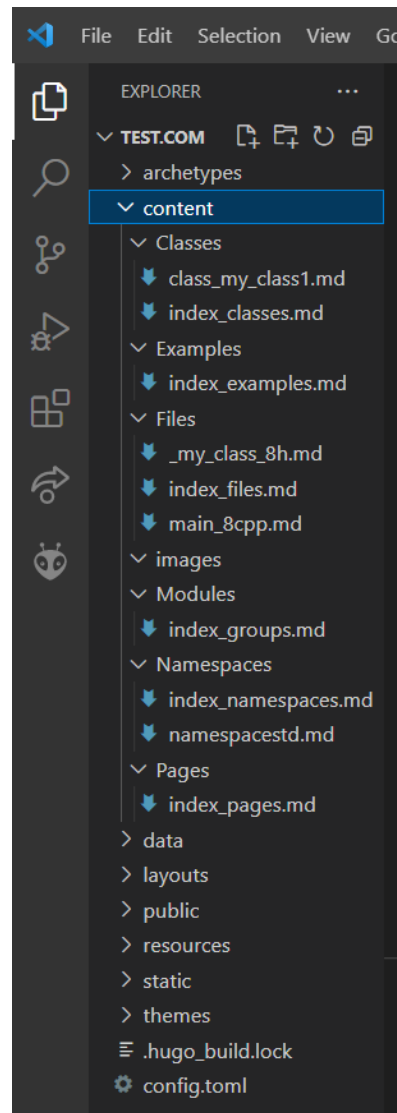 File Edit Selection View Go
EXPLORER ...
TEST.COM
archetypes
content
Classes
class_my_class1.md
index_classes.md
Examples
index_examples.md
Files
_my_class_8h.md
index_files.md
main_8cpp.md
images
Modules
index_groups.md
Namespaces
index_namespaces.md
namespacestd.md
Pages
index_pages.md
data
layouts
public
resources
static
themes
.hugo_build.lock
config.toml